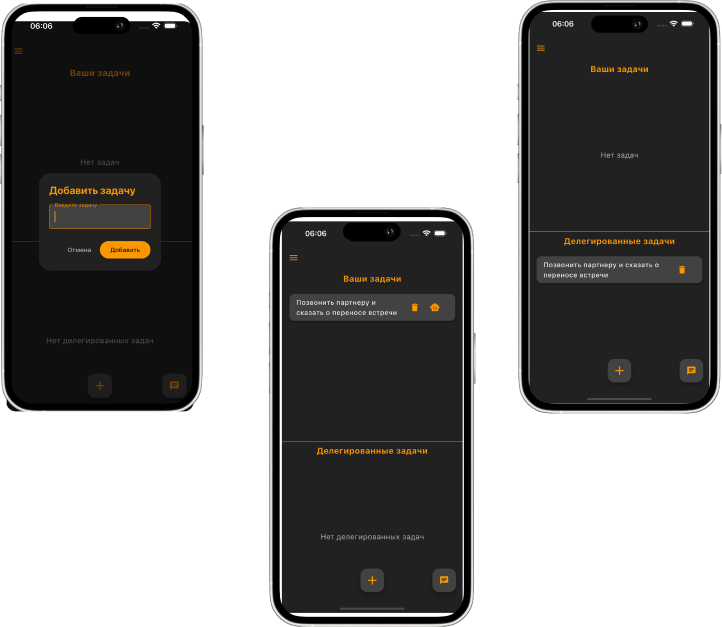 06:06
Ваши задачи
Нет задач
Добавить задачу
Введите задачу
Отмена
Добавить
Нет делегированных задач
06:06
Ваши задачи
Позвонить партнеру и
сказать о переносе встречи
Делегированные задачи
Нет делегированных задач
06:06
Ваши задачи
Нет задач
Делегированные задачи
Позвонить партнеру и сказать о
переносе встречи